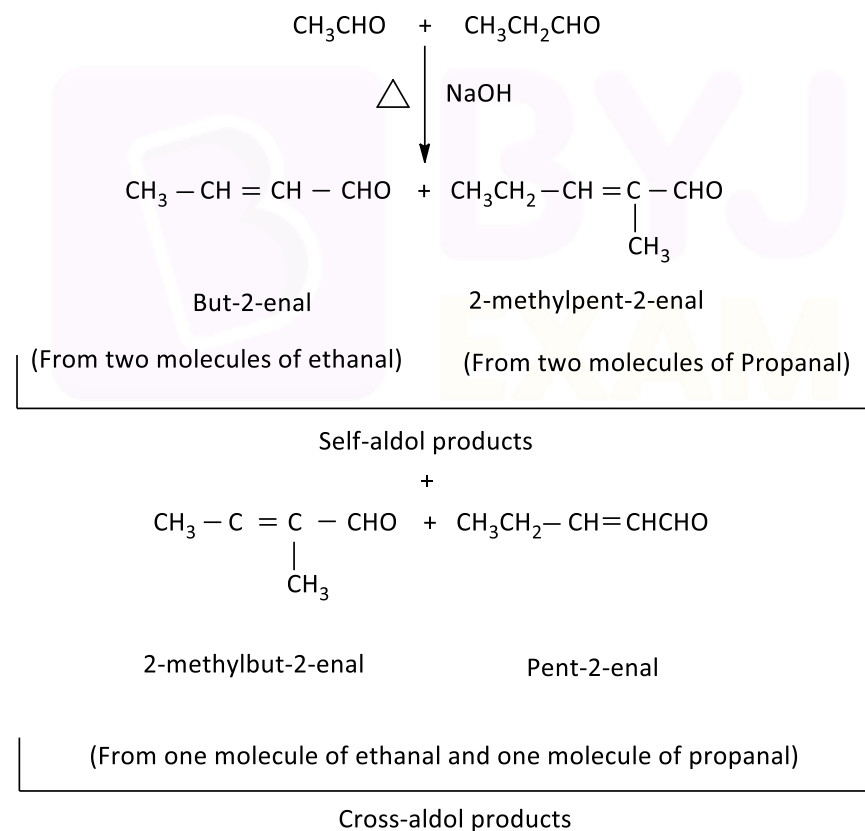 CH₃CHO + CH₃CH₂CHO
△ NaOH
CH₃ – CH = CH – CHO + CH₃CH₂–CH =C – CHO
CH₃
But-2-enal 2-methylpent-2-enal
(From two molecules of ethanal) (From two molecules of Propanal)
Self-aldol products
+
CH₃ – C = C – CHO + CH₃CH₂– CH=CHCHO
CH₃
2-methylbut-2-enal Pent-2-enal
(From one molecule of ethanal and one molecule of propanal)
Cross-aldol products
BYJ
EXAM